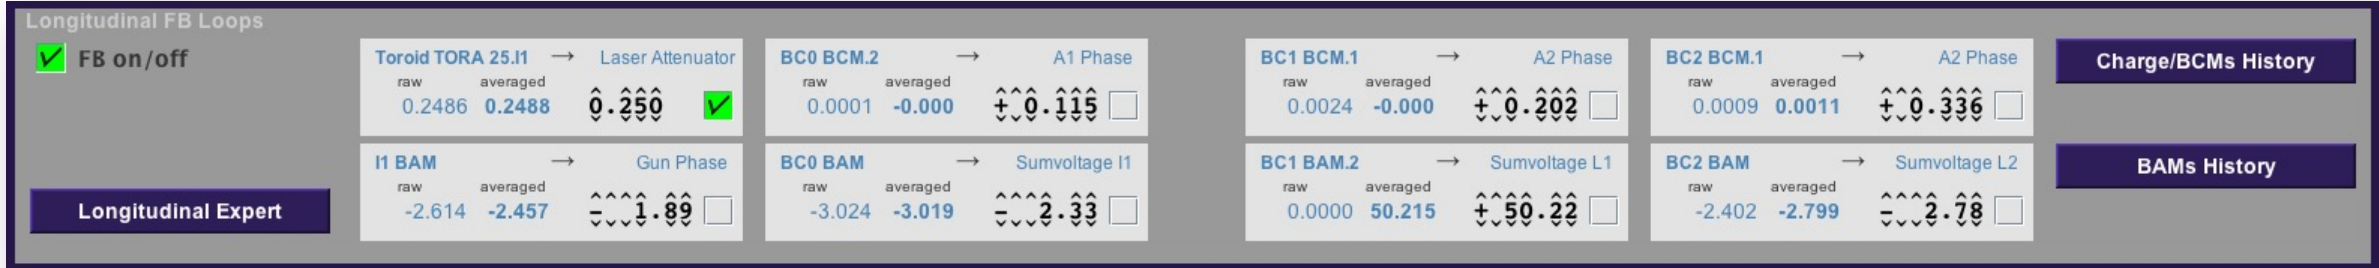 Longitudinal FB Loops
FB on/off
Toroid TORA 25.I1 → Laser Attenuator
raw averaged
0.2486 0.2488 0.250
BC0 BCM.2 → A1 Phase
raw averaged
0.0001 -0.000 + 0.115
BC1 BCM.1 → A2 Phase
raw averaged
0.0024 -0.000 + 0.202
BC2 BCM.1 → A2 Phase
raw averaged
0.0009 0.0011 + 0.336
Charge/BCMs History
Longitudinal Expert
I1 BAM → Gun Phase
raw averaged
-2.614 -2.457 - 1.89
BC0 BAM → Sumvoltage I1
raw averaged
-3.024 -3.019 - 2.33
BC1 BAM.2 → Sumvoltage L1
raw averaged
0.0000 50.215 + 50.22
BC2 BAM → Sumvoltage L2
raw averaged
-2.402 -2.799 - 2.78
BAMs History